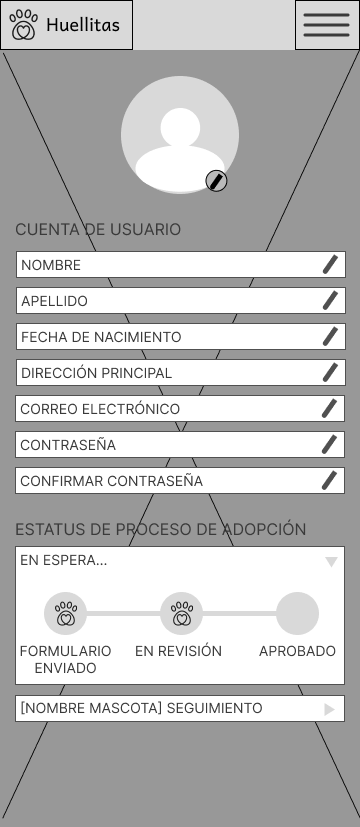 Huellitas
CUENTA DE USUARIO
NOMBRE
APELLIDO
FECHA DE NACIMIENTO
DIRECCIÓN PRINCIPAL
CORREO ELECTRÓNICO
CONTRASEÑA
CONFIRMAR CONTRASEÑA
ESTATUS DE PROCESO DE ADOPCIÓN
EN ESPERA...
FORMULARIO
ENVIADO
EN REVISIÓN
APROBADO
[NOMBRE MASCOTA] SEGUIMIENTO